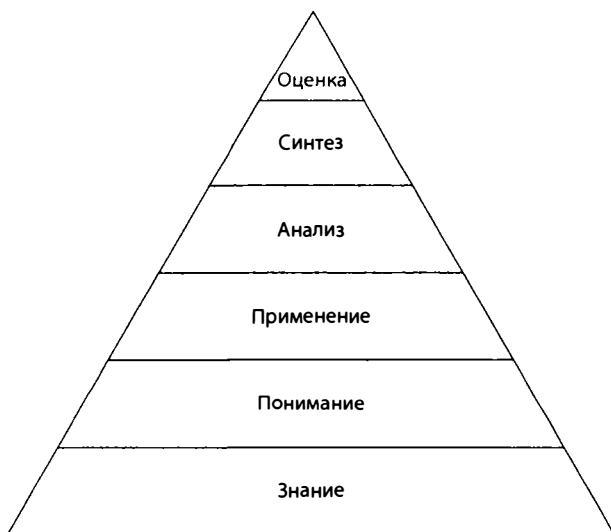 Оценка
Синтез
Анализ
Применение
Понимание
Знание